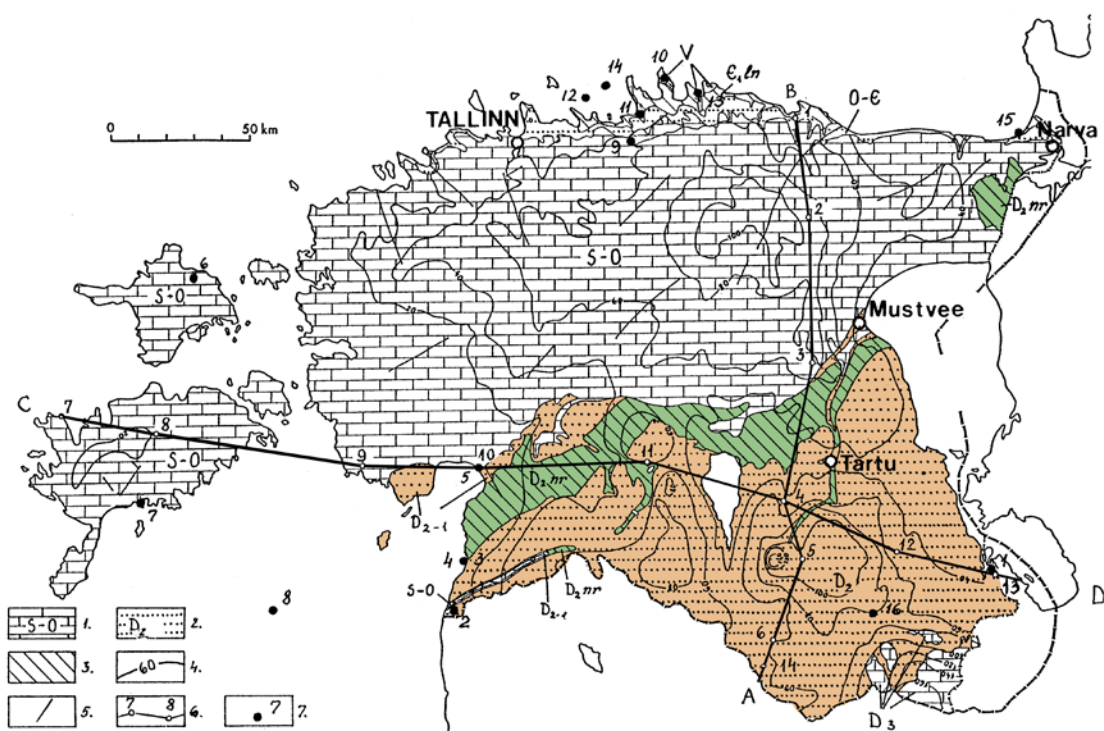 10
V
14
12
11
13
Є₁ln
B
O-Є
0
50 km
TALLINN
9
15
Narva
D₂nr
2'
S-O
6
S-O
Mustvee
3
C
7
8
S-O
9
10
5
D₂nr
11
Tartu
D₂₋₁
4
3
4
12
5
D₂
7
13
D
S-O
2
D₂nr
D₂₋₁
8
16
6
14
A
D₃
S-O
1.
D₂
2.
3.
60
4.
5.
7
8
6.
7
7.